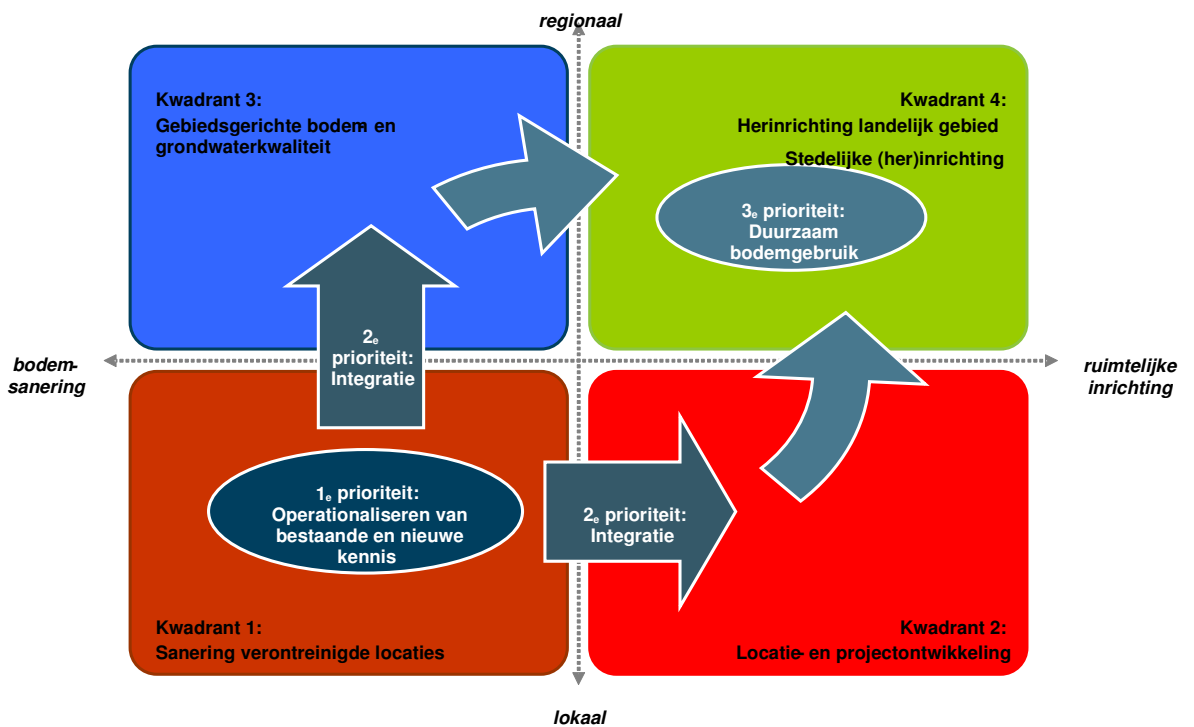 regionaal
Kwadrant 3:
Gebiedsgerichte bodem- en
grondwaterkwaliteit
Kwadrant 4:
Herinrichting landelijk gebied
Stedelijke (her)inrichting
3e prioriteit:
Duurzaam
bodemgebruik
2e
prioriteit:
Integratie
bodem-
sanering
ruimtelijke
inrichting
1e prioriteit:
Operationaliseren van
bestaande en nieuwe
kennis
2e prioriteit:
Integratie
Kwadrant 1:
Sanering verontreinigde locaties
Kwadrant 2:
Locatie- en projectontwikkeling
lokaal